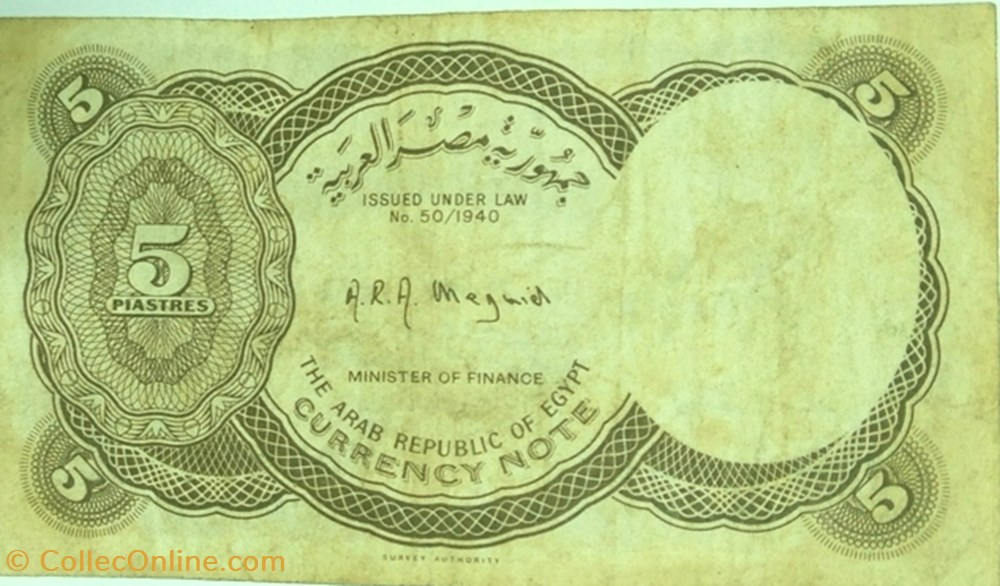 5
5
جمهورية مصر العربية
ISSUED UNDER LAW
No. 50/1940
5
PIASTRES
A.R.A. Meguid
MINISTER OF FINANCE
THE ARAB REPUBLIC OF EGYPT
CURRENCY NOTE
5
5
SURVEY AUTHORITY
© CollecOnline.com